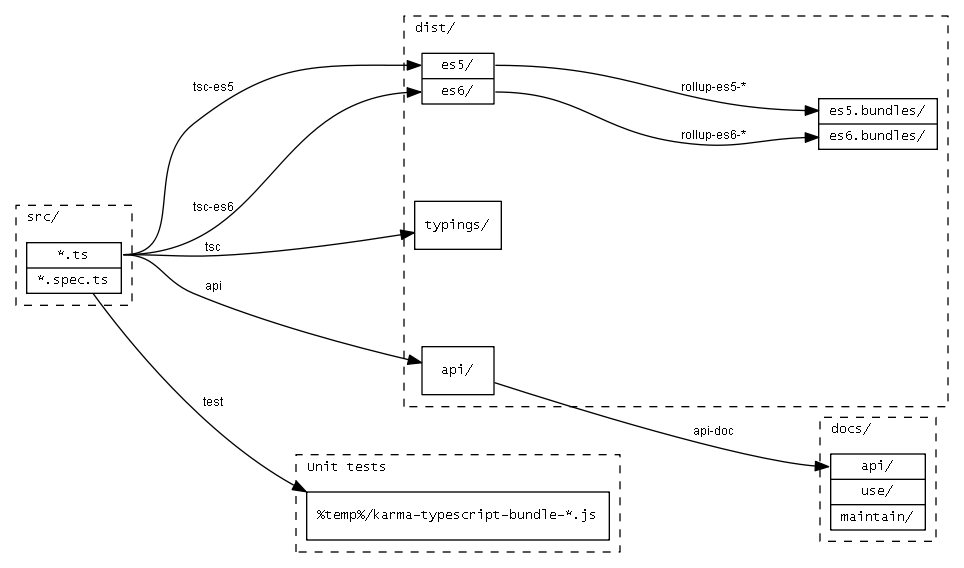 dist/
es5/
es6/
tsc-es5
rollup-es5-*
es5.bundles/
es6.bundles/
rollup-es6-*
src/
*.ts
*.spec.ts
tsc-es6
tsc
typings/
api
api/
test
api-doc
docs/
api/
use/
maintain/
Unit tests
%temp%/karma-typescript-bundle-*.js